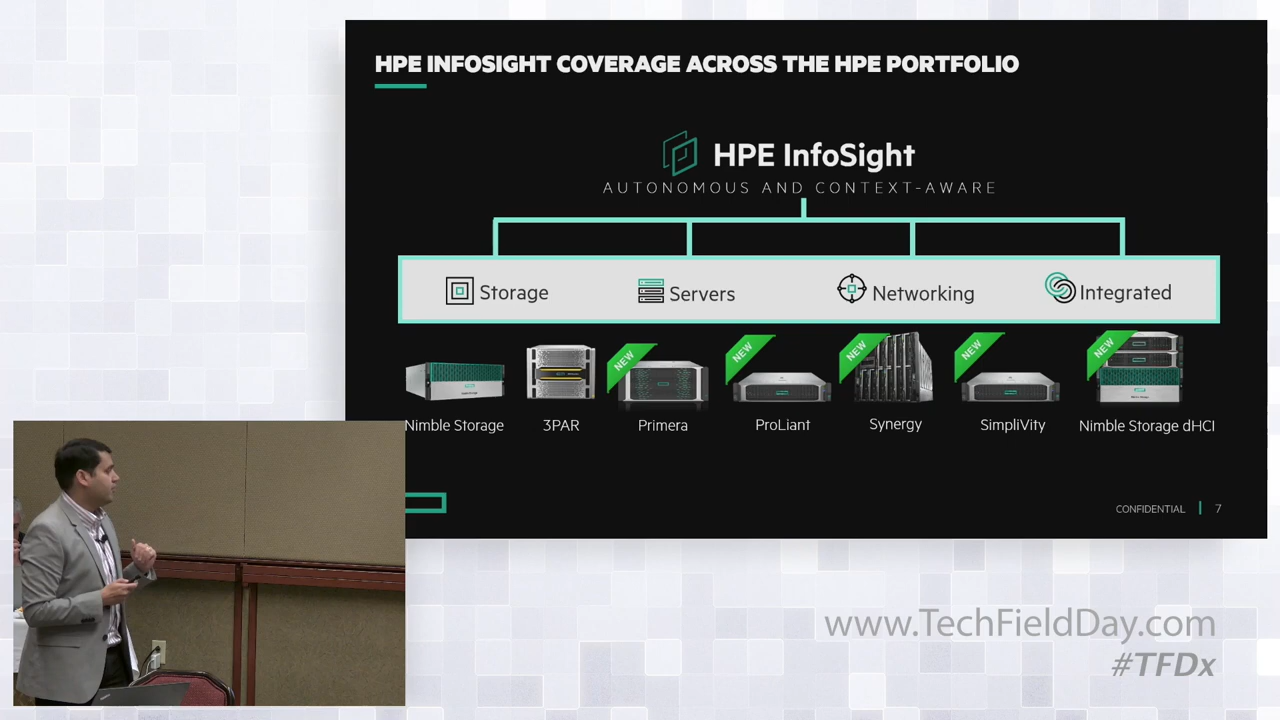 HPE INFOSIGHT COVERAGE ACROSS THE HPE PORTFOLIO
HPE InfoSight
AUTONOMOUS AND CONTEXT-AWARE
Storage
Servers
Networking
Integrated
NEW
NEW
NEW
NEW
NEW
Nimble Storage
3PAR
Primera
ProLiant
Synergy
SimpliVity
Nimble Storage dHCI
CONFIDENTIAL
7
www.TechFieldDay.com
#TFDx